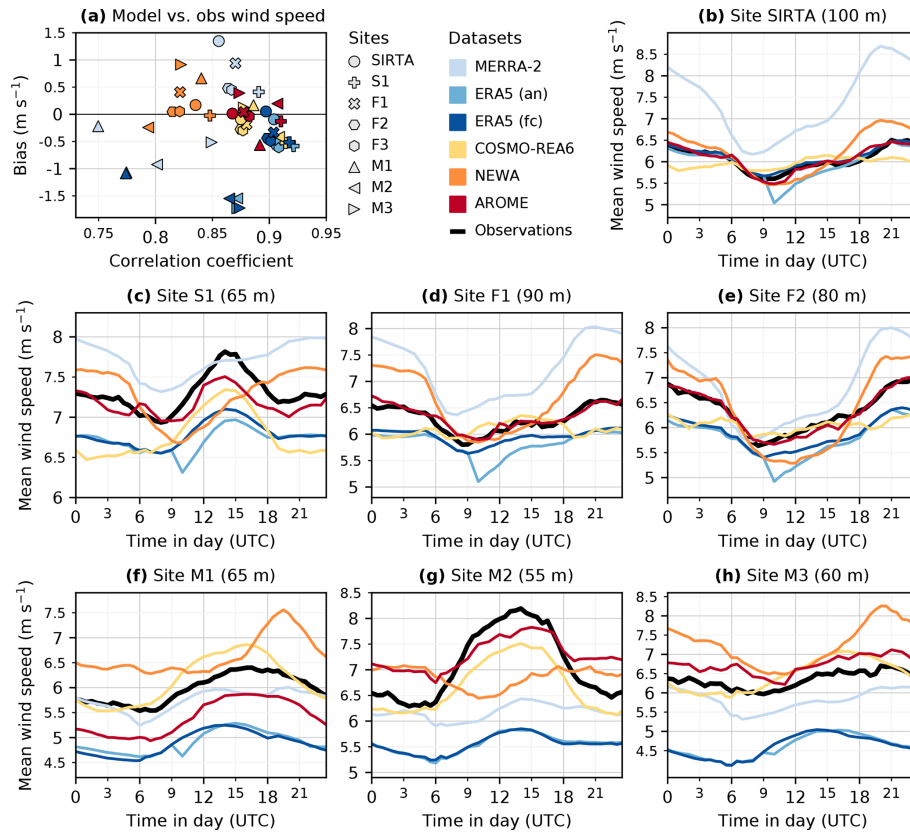 (a) Model vs. obs wind speed
Bias (m s⁻¹)
1.5
1
0.5
0
-0.5
-1
-1.5
0.75
0.8
0.85
0.9
0.95
Correlation coefficient
Sites
SIRTA
S1
F1
F2
F3
M1
M2
M3
Datasets
MERRA-2
ERA5 (an)
ERA5 (fc)
COSMO-REA6
NEWA
AROME
Observations
(b) Site SIRTA (100 m)
Mean wind speed (m s⁻¹)
8.5
8
7.5
7
6.5
6
5.5
5
0 3 6 9 12 15 18 21
Time in day (UTC)
(c) Site S1 (65 m)
Mean wind speed (m s⁻¹)
8
7.5
7
6.5
6
0 3 6 9 12 15 18 21
Time in day (UTC)
(d) Site F1 (90 m)
8
7.5
7
6.5
6
5.5
5
0 3 6 9 12 15 18 21
Time in day (UTC)
(e) Site F2 (80 m)
8
7.5
7
6.5
6
5.5
5
0 3 6 9 12 15 18 21
Time in day (UTC)
(f) Site M1 (65 m)
Mean wind speed (m s⁻¹)
7.5
7
6.5
6
5.5
5
4.5
0 3 6 9 12 15 18 21
Time in day (UTC)
(g) Site M2 (55 m)
8.5
8
7.5
7
6.5
6
5.5
5
0 3 6 9 12 15 18 21
Time in day (UTC)
(h) Site M3 (60 m)
8.5
8
7.5
7
6.5
6
5.5
5
4.5
0 3 6 9 12 15 18 21
Time in day (UTC)